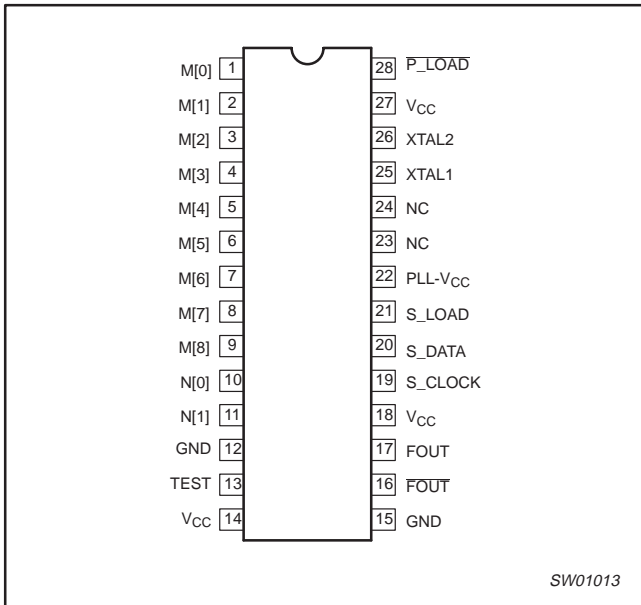 M[0] 1 28 P_LOAD
M[1] 2 27 VCC
M[2] 3 26 XTAL2
M[3] 4 25 XTAL1
M[4] 5 24 NC
M[5] 6 23 NC
M[6] 7 22 PLL-VCC
M[7] 8 21 S_LOAD
M[8] 9 20 S_DATA
N[0] 10 19 S_CLOCK
N[1] 11 18 VCC
GND 12 17 FOUT
TEST 13 16 FOUT
VCC 14 15 GND
SW01013